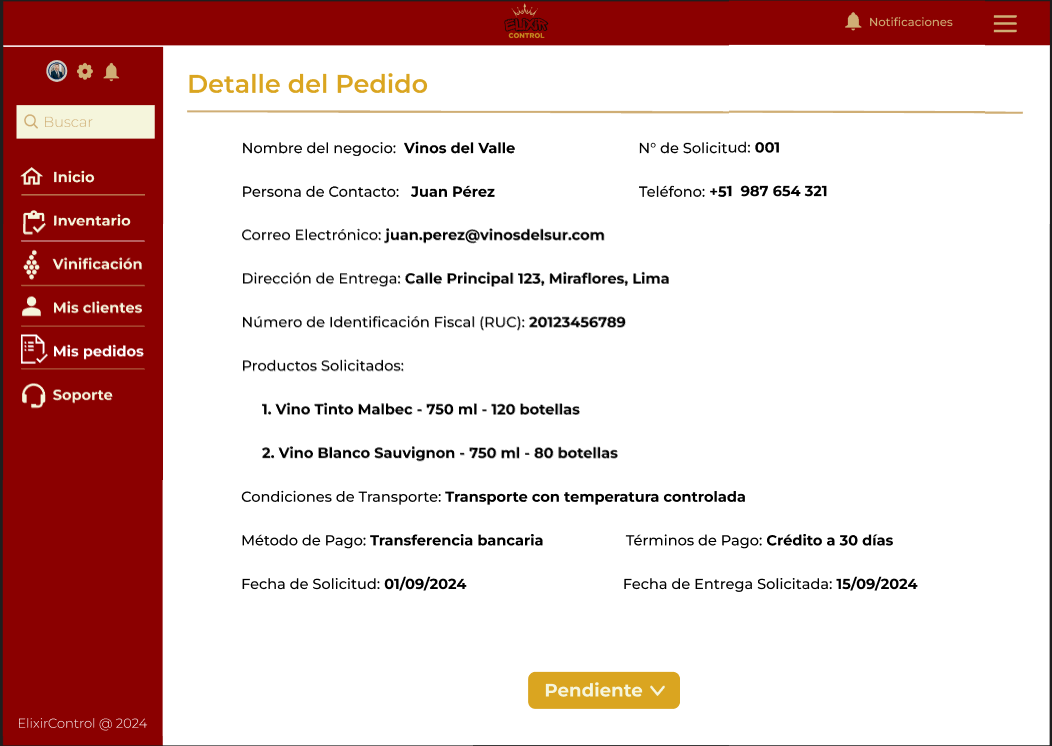 ELIXIR
CONTROL
Notificaciones
Buscar
Inicio
Inventario
Vinificación
Mis clientes
Mis pedidos
Soporte
ElixirControl @ 2024
Detalle del Pedido
Nombre del negocio: Vinos del Valle N° de Solicitud: 001
Persona de Contacto: Juan Pérez Teléfono: +51 987 654 321
Correo Electrónico: juan.perez@vinosdelsur.com
Dirección de Entrega: Calle Principal 123, Miraflores, Lima
Número de Identificación Fiscal (RUC): 20123456789
Productos Solicitados:
1. Vino Tinto Malbec - 750 ml - 120 botellas
2. Vino Blanco Sauvignon - 750 ml - 80 botellas
Condiciones de Transporte: Transporte con temperatura controlada
Método de Pago: Transferencia bancaria Términos de Pago: Crédito a 30 días
Fecha de Solicitud: 01/09/2024 Fecha de Entrega Solicitada: 15/09/2024
Pendiente